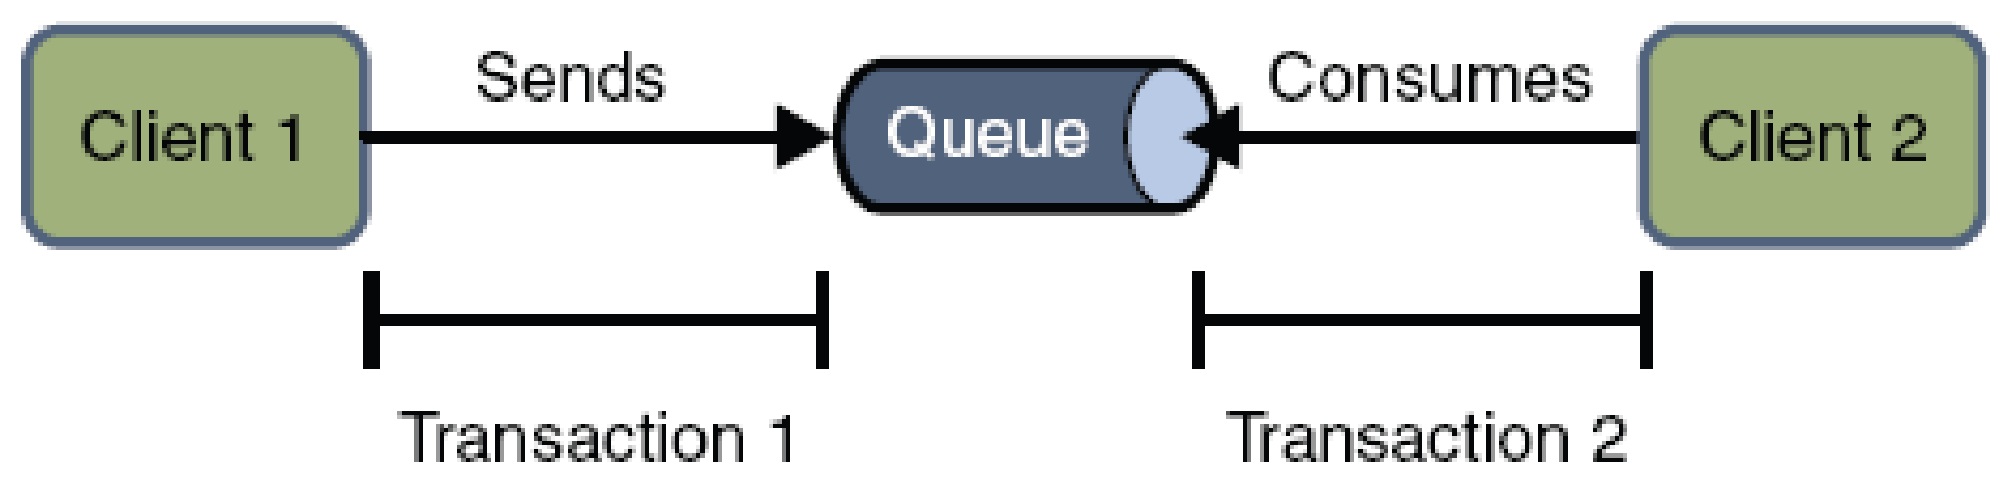 Sends
Consumes
Client 1
Queue
Client 2
Transaction 1
Transaction 2